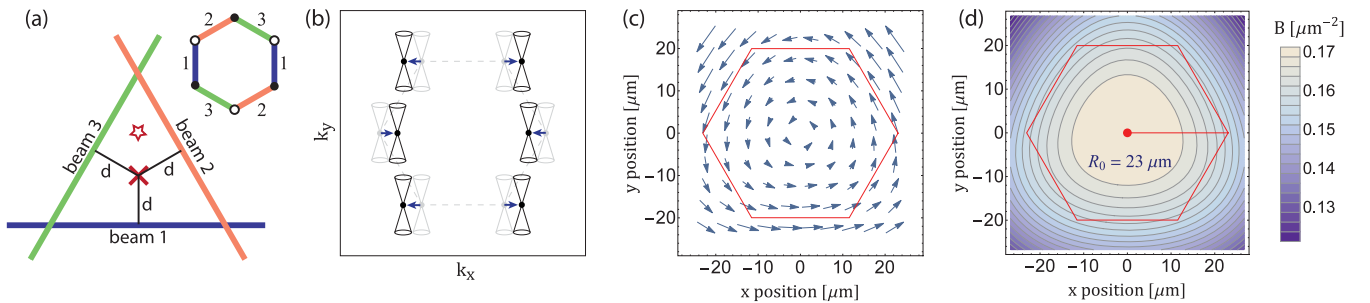 (a)
2
3
1
1
3
2
beam 3
beam 2
d
d
d
beam 1
(b)
k_y
k_x
(c)
y position [μm]
20
10
0
−10
−20
−20
−10
0
10
20
x position [μm]
(d)
y position [μm]
20
10
0
−10
−20
R_0 = 23 μm
−20
−10
0
10
20
x position [μm]
B [μm⁻²]
0.17
0.16
0.15
0.14
0.13